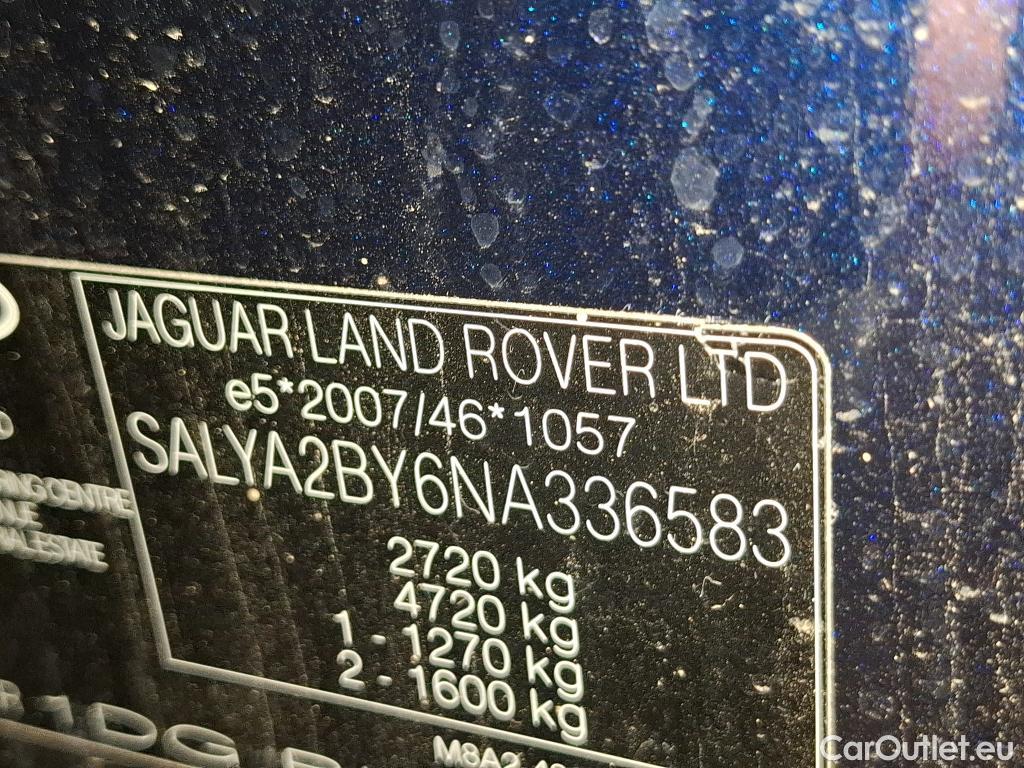 JAGUAR LAND ROVER LTD
e5*2007/46*1057
SALYA2BY6NA336583
2720 kg
4720 kg
1 - 1270 kg
2 - 1600 kg
CarOutlet.eu